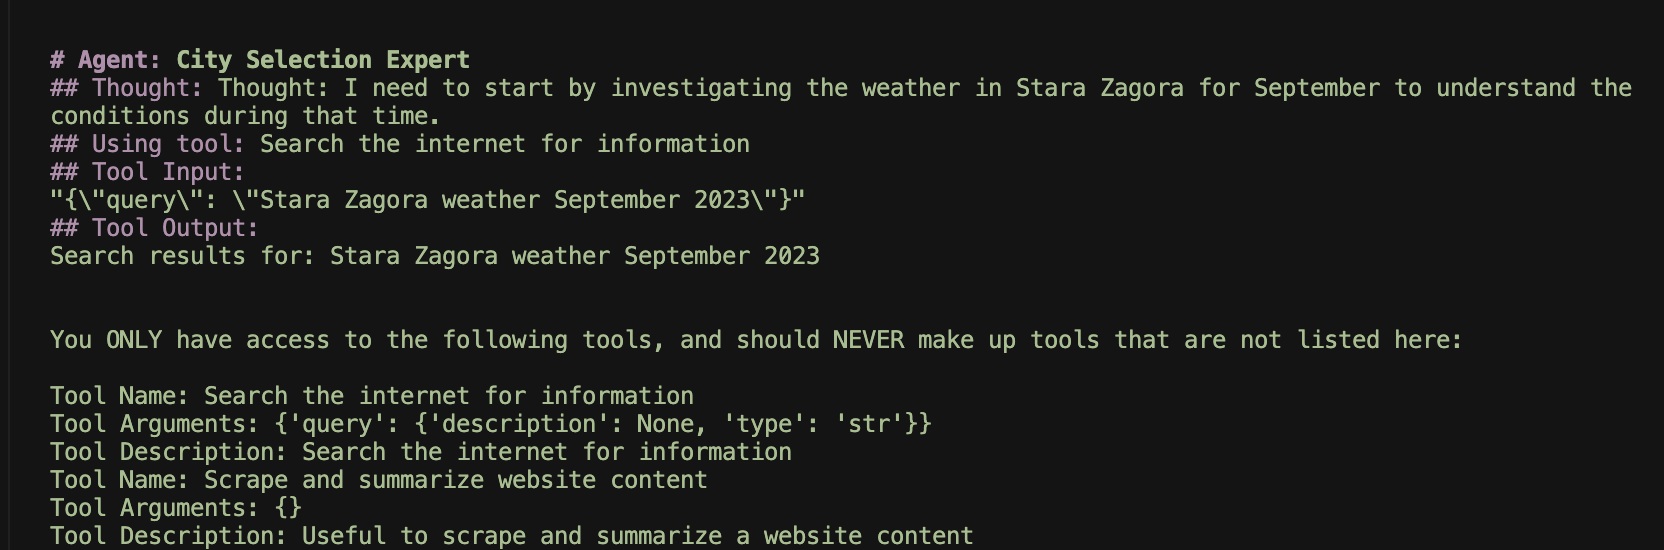 # Agent: City Selection Expert
## Thought: Thought: I need to start by investigating the weather in Stara Zagora for September to understand the
conditions during that time.
## Using tool: Search the internet for information
## Tool Input:
"{\"query\": \"Stara Zagora weather September 2023\"}"
## Tool Output:
Search results for: Stara Zagora weather September 2023
You ONLY have access to the following tools, and should NEVER make up tools that are not listed here:
Tool Name: Search the internet for information
Tool Arguments: {'query': {'description': None, 'type': 'str'}}
Tool Description: Search the internet for information
Tool Name: Scrape and summarize website content
Tool Arguments: {}
Tool Description: Useful to scrape and summarize a website content